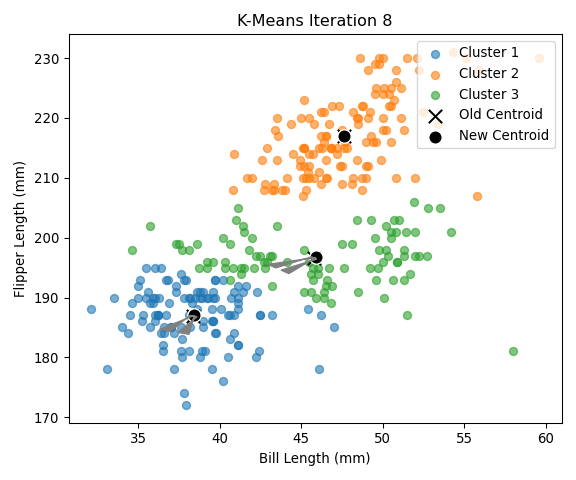 K-Means Iteration 8
Cluster 1
Cluster 2
Cluster 3
Old Centroid
New Centroid
Flipper Length (mm)
230
220
210
200
190
180
170
35
40
45
50
55
60
Bill Length (mm)